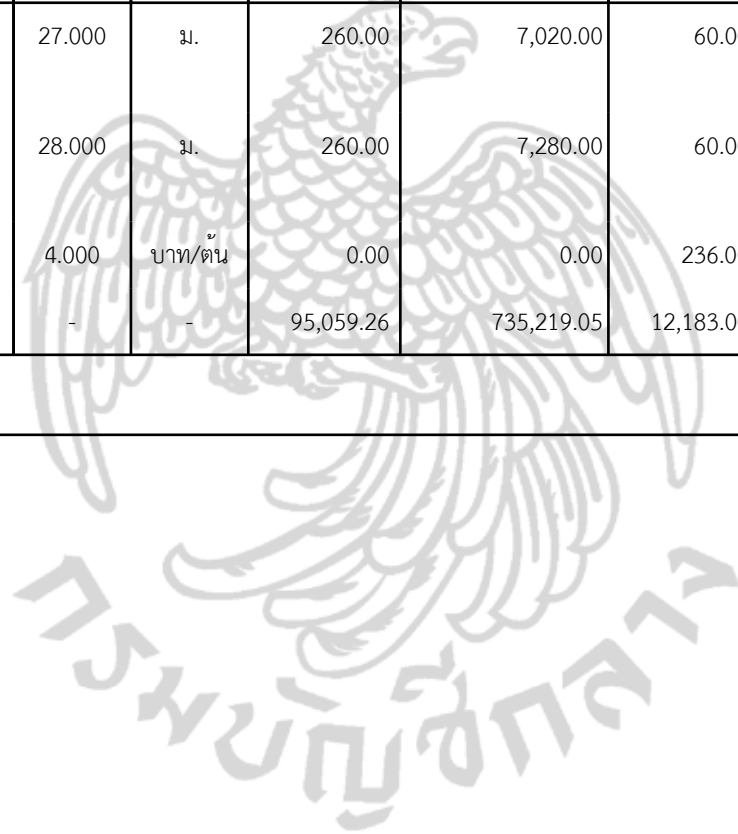 27.000 ม. 260.00 7,020.00 60.0
28.000 ม. 260.00 7,280.00 60.0
4.000 บาท/ต้น 0.00 0.00 236.0
- - 95,059.26 735,219.05 12,183.0
กรมบัญชีกลาง